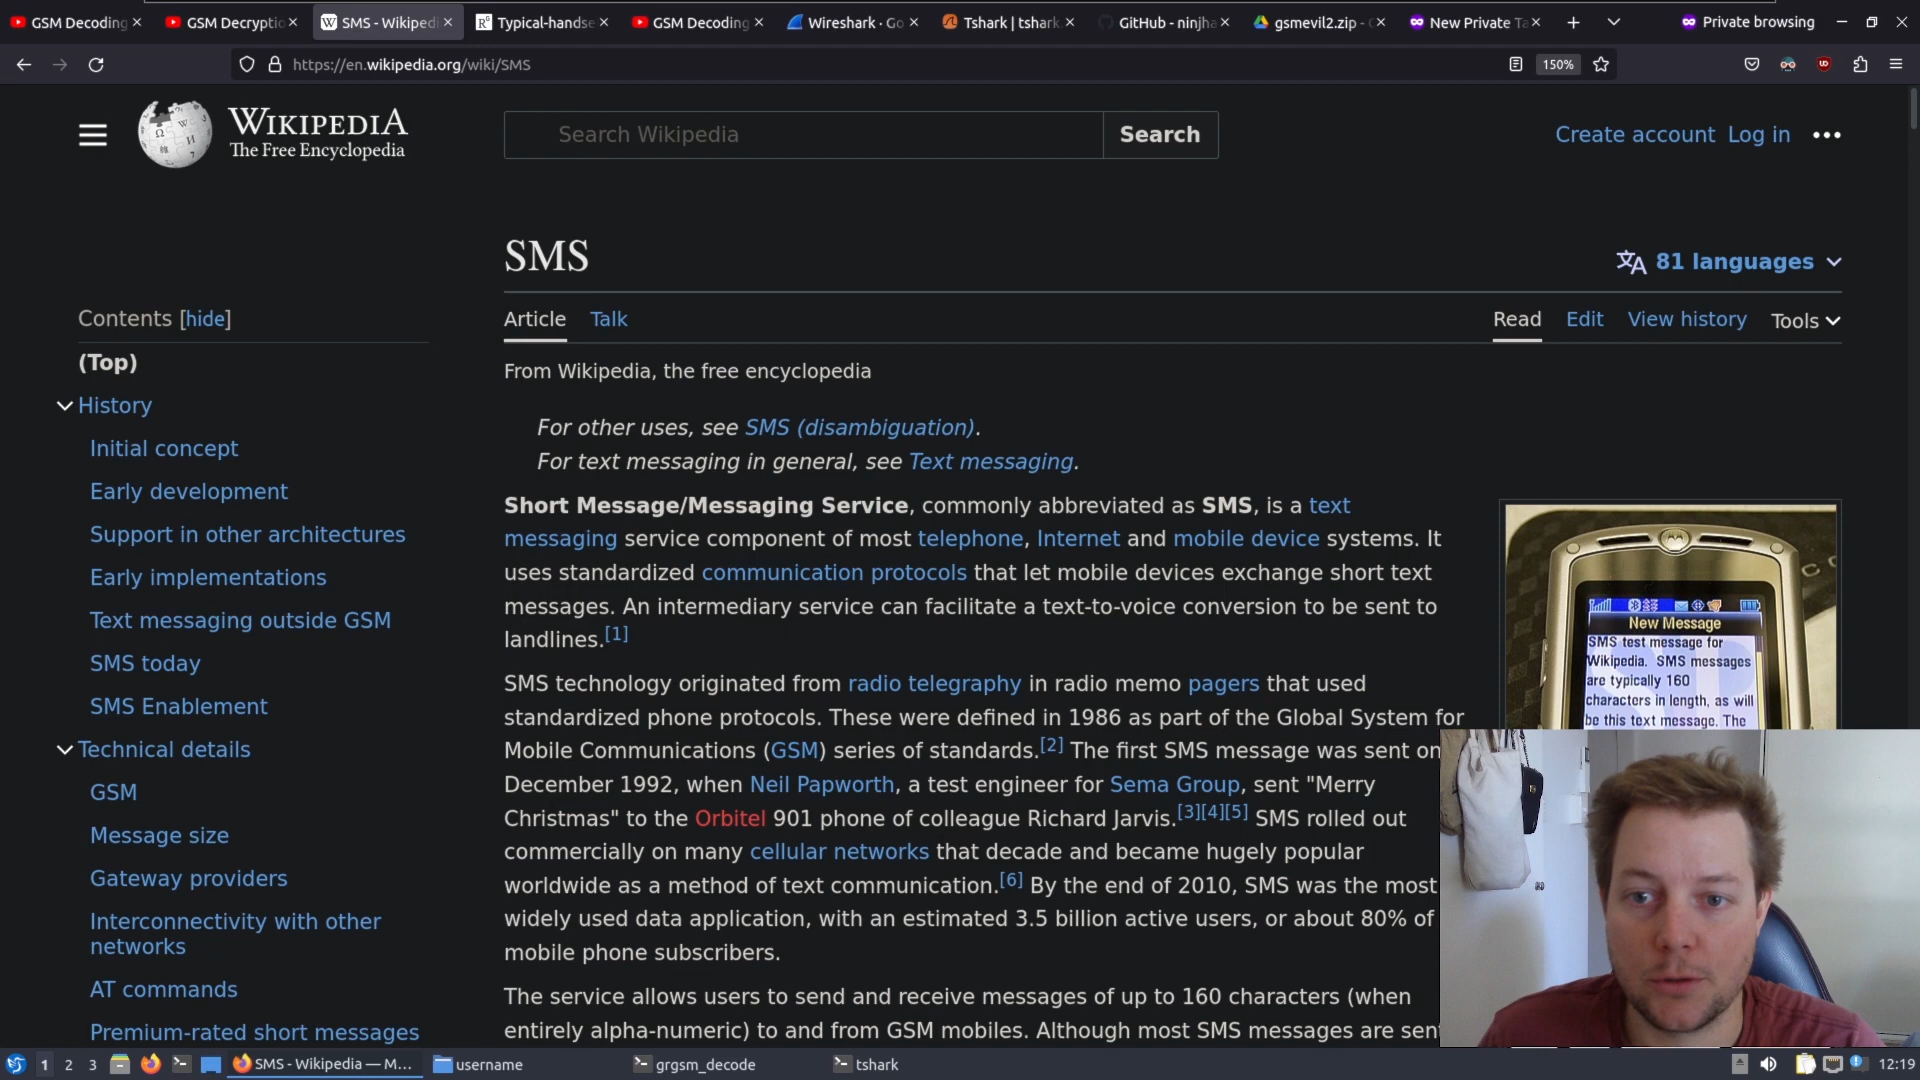 GSM Decoding
GSM Decryptio
SMS - Wikiped
Typical-handse
GSM Decoding
Wireshark · Go
Tshark | tshark
GitHub - ninjha
gsmevil2.zip -
New Private Ta
Private browsing
https://en.wikipedia.org/wiki/SMS
150%
WIKIPEDIA
The Free Encyclopedia
Search Wikipedia
Search
Create account Log in
SMS
81 languages
Contents [hide]
(Top)
History
Initial concept
Early development
Support in other architectures
Early implementations
Text messaging outside GSM
SMS today
SMS Enablement
Technical details
GSM
Message size
Gateway providers
Interconnectivity with other
networks
AT commands
Premium-rated short messages
Article Talk
Read Edit View history Tools
From Wikipedia, the free encyclopedia
For other uses, see SMS (disambiguation).
For text messaging in general, see Text messaging.
Short Message/Messaging Service, commonly abbreviated as SMS, is a text
messaging service component of most telephone, Internet and mobile device systems. It
uses standardized communication protocols that let mobile devices exchange short text
messages. An intermediary service can facilitate a text-to-voice conversion to be sent to
landlines.[1]
SMS technology originated from radio telegraphy in radio memo pagers that used
standardized phone protocols. These were defined in 1986 as part of the Global System for
Mobile Communications (GSM) series of standards.[2] The first SMS message was sent on
December 1992, when Neil Papworth, a test engineer for Sema Group, sent "Merry
Christmas" to the Orbitel 901 phone of colleague Richard Jarvis.[3][4][5] SMS rolled out
commercially on many cellular networks that decade and became hugely popular
worldwide as a method of text communication.[6] By the end of 2010, SMS was the most
widely used data application, with an estimated 3.5 billion active users, or about 80% of
mobile phone subscribers.
The service allows users to send and receive messages of up to 160 characters (when
entirely alpha-numeric) to and from GSM mobiles. Although most SMS messages are sent
New Message
SMS test message for
Wikipedia. SMS messages
are typically 160
characters in length, as will
be this text message. The
1 2 3
SMS - Wikipedia — M...
username
grgsm_decode
tshark
12:19